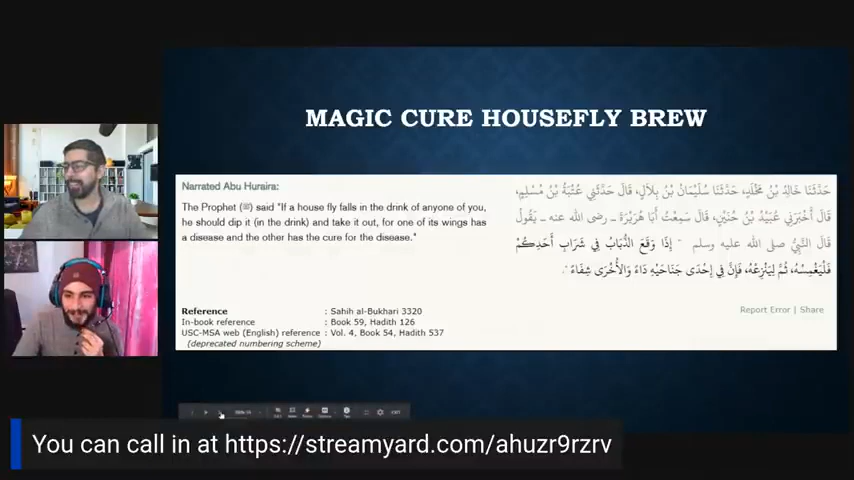 MAGIC CURE HOUSEFLY BREW
Narrated Abu Huraira:
The Prophet (ﷺ) said "If a house fly falls in the drink of anyone of you,
he should dip it (in the drink) and take it out, for one of its wings has
a disease and the other has the cure for the disease."
حَدَّثَنَا خَالِدُ بْنُ مَخْلَدٍ، حَدَّثَنَا سُلَيْمَانُ بْنُ بِلاَلٍ، قَالَ حَدَّثَنِي عُتْبَةُ بْنُ مُسْلِمٍ،
قَالَ أَخْبَرَنِي عُبَيْدُ بْنُ حُنَيْنٍ، قَالَ سَمِعْتُ أَبَا هُرَيْرَةَ ـ رضى الله عنه ـ يَقُولُ
قَالَ النَّبِيُّ صلى الله عليه وسلم " إِذَا وَقَعَ الذُّبَابُ فِي شَرَابِ أَحَدِكُمْ
فَلْيَغْمِسْهُ، ثُمَّ لِيَنْزِعْهُ، فَإِنَّ فِي إِحْدَى جَنَاحَيْهِ دَاءً وَالأُخْرَى شِفَاءً ".
Reference : Sahih al-Bukhari 3320
In-book reference : Book 59, Hadith 126
USC-MSA web (English) reference : Vol. 4, Book 54, Hadith 537
(deprecated numbering scheme)
Report Error | Share
You can call in at https://streamyard.com/ahuzr9rzrv